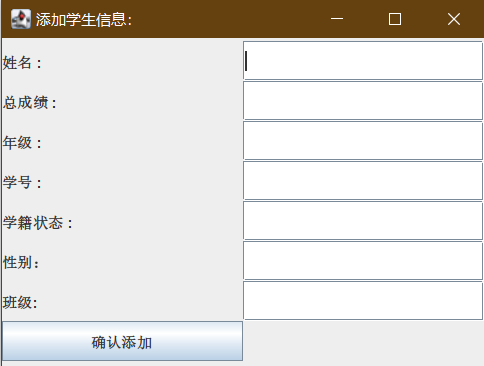 添加学生信息：
姓名：
总成绩：
年级：
学号：
学籍状态：
性别：
班级：
确认添加